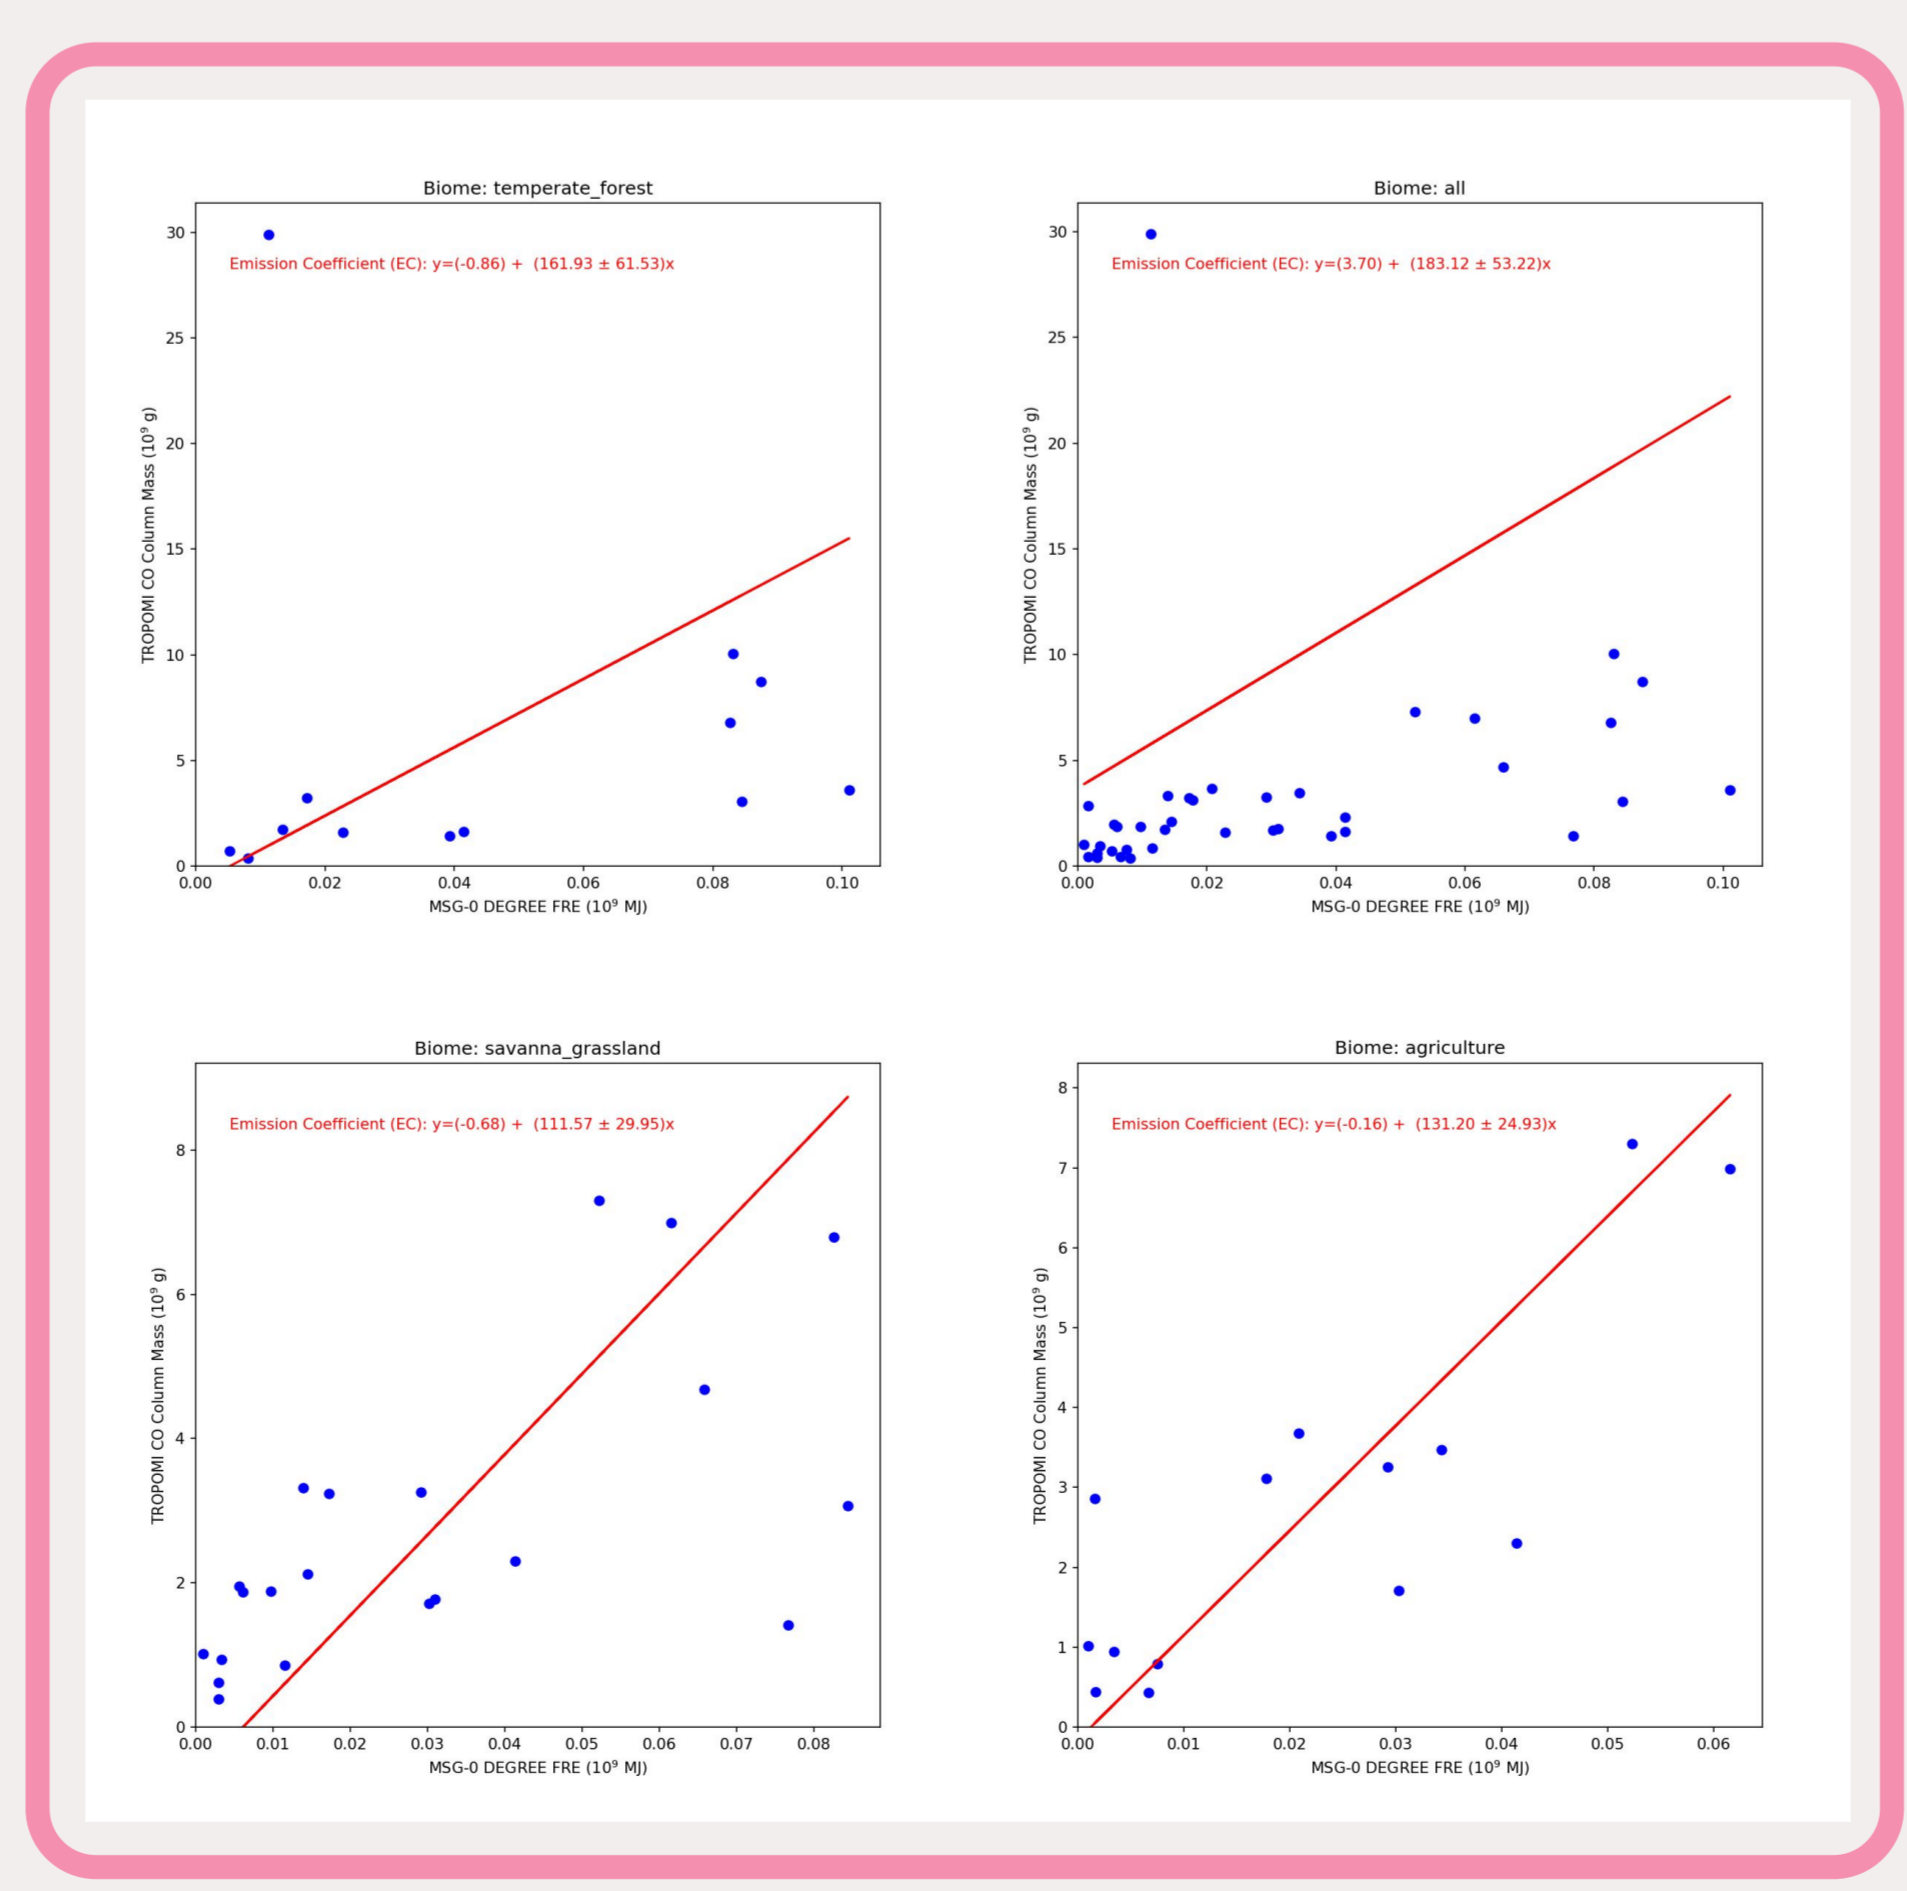 Biome: temperate_forest
30
25
20
15
10
5
0
TROPOMI CO Column Mass (10⁹ g)
Emission Coefficient (EC): y=(-0.86) + (161.93 ± 61.53)x
0.00 0.02 0.04 0.06 0.08 0.10
MSG-0 DEGREE FRE (10⁹ MJ)
Biome: all
30
25
20
15
10
5
0
TROPOMI CO Column Mass (10⁹ g)
Emission Coefficient (EC): y=(3.70) + (183.12 ± 53.22)x
0.00 0.02 0.04 0.06 0.08 0.10
MSG-0 DEGREE FRE (10⁹ MJ)
Biome: savanna_grassland
8
6
4
2
0
TROPOMI CO Column Mass (10⁹ g)
Emission Coefficient (EC): y=(-0.68) + (111.57 ± 29.95)x
0.00 0.01 0.02 0.03 0.04 0.05 0.06 0.07 0.08
MSG-0 DEGREE FRE (10⁹ MJ)
Biome: agriculture
8
7
6
5
4
3
2
1
0
TROPOMI CO Column Mass (10⁹ g)
Emission Coefficient (EC): y=(-0.16) + (131.20 ± 24.93)x
0.00 0.01 0.02 0.03 0.04 0.05 0.06
MSG-0 DEGREE FRE (10⁹ MJ)